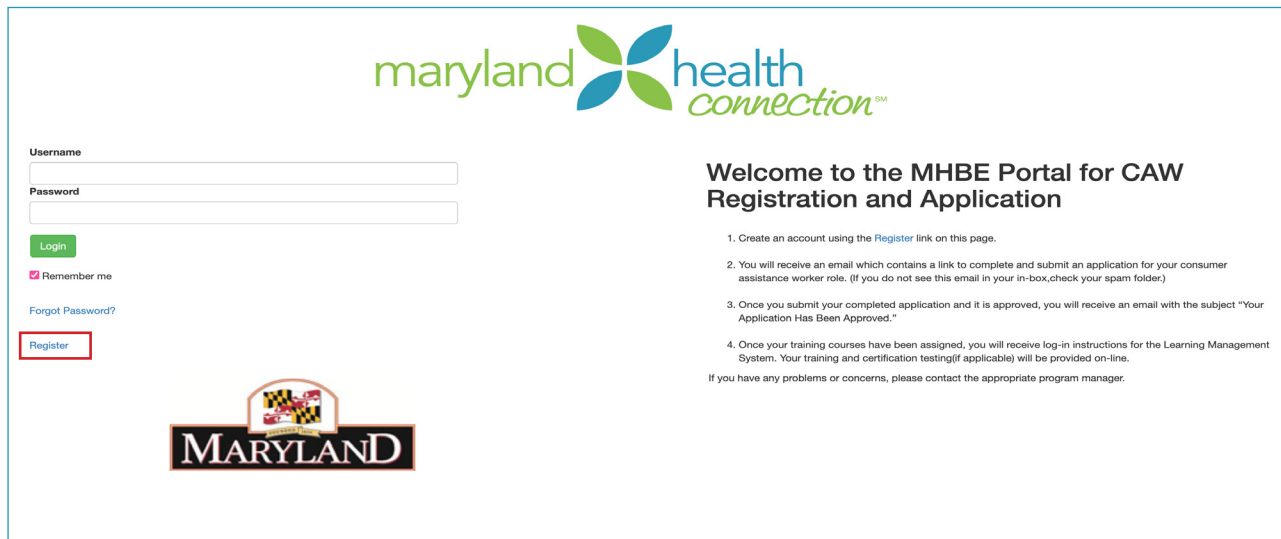 maryland health
connection SM
Username
Password
Login
Remember me
Forgot Password?
Register
MARYLAND
Welcome to the MHBE Portal for CAW
Registration and Application
1. Create an account using the Register link on this page.
2. You will receive an email which contains a link to complete and submit an application for your consumer
assistance worker role. (If you do not see this email in your in-box,check your spam folder.)
3. Once you submit your completed application and it is approved, you will receive an email with the subject “Your
Application Has Been Approved.”
4. Once your training courses have been assigned, you will receive log-in instructions for the Learning Management
System. Your training and certification testing(if applicable) will be provided on-line.
If you have any problems or concerns, please contact the appropriate program manager.